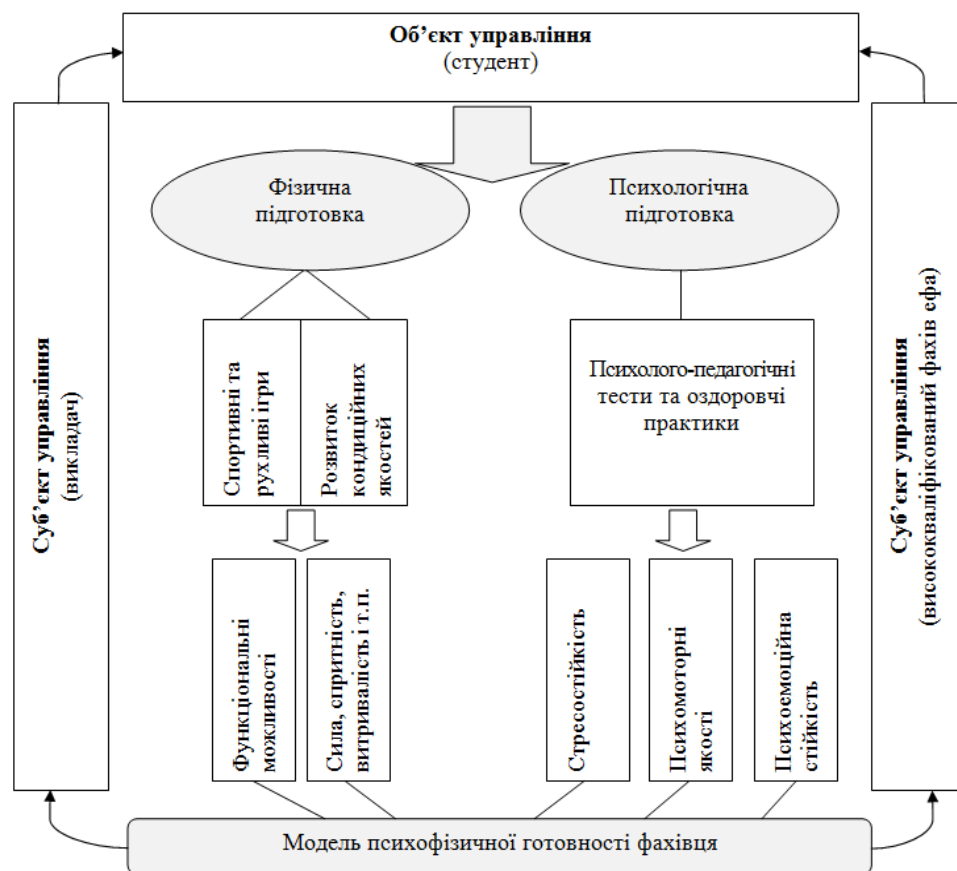 Об’єкт управління
(студент)
Фізична
підготовка
Психологічна
підготовка
Суб’єкт управління
(викладач)
Спортивні та
рухливі ігри
Розвиток
кондиційних
якостей
Психолого-педагогічні
тести та оздоровчі
практики
Суб’єкт управління
(висококваліфікований фахів єфа)
Функціональні
можливості
Сила, спритність,
витривалість і т.п.
Стресостійкість
Психомоторні
якості
Психоемоційна
стійкість
Модель психофізичної готовності фахівця